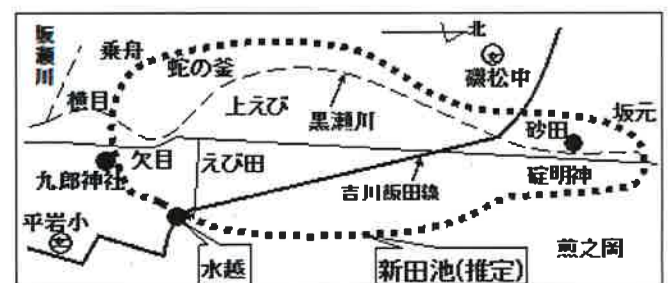 阪瀬川
乗舟
蛇の釜
北
磯松中
横目
上えび
黒瀬川
坂元
砂田
欠目
えび田
碇明神
九郎神社
吉川飯田線
平岩小
水越
新田池(推定)
煎之岡